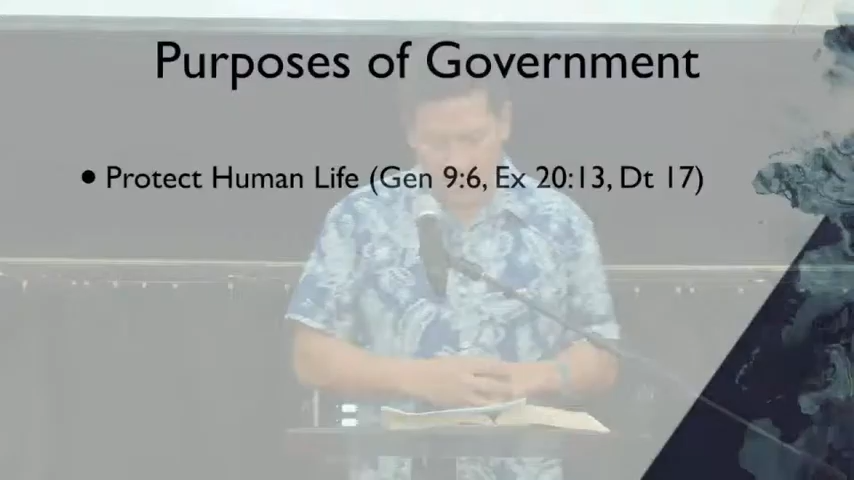 Purposes of Government
• Protect Human Life (Gen 9:6, Ex 20:13, Dt 17)